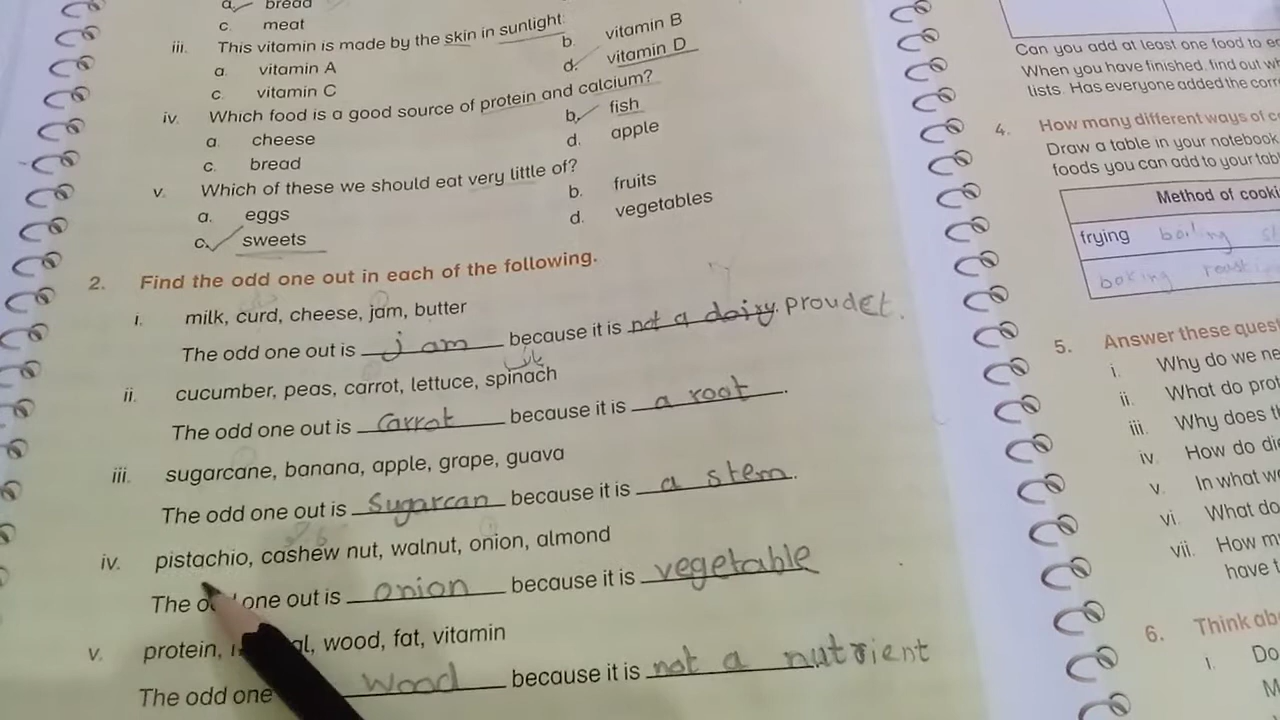 a. bread
c. meat
iii. This vitamin is made by the skin in sunlight:
a. vitamin A
b. vitamin B
c. vitamin C
d. vitamin D
iv. Which food is a good source of protein and calcium?
a. cheese
b. fish
c. bread
d. apple
v. Which of these we should eat very little of?
a. eggs
b. fruits
c. sweets
d. vegetables
2. Find the odd one out in each of the following.
i. milk, curd, cheese, jam, butter
The odd one out is jam because it is not a dairy. proudct.
ii. cucumber, peas, carrot, lettuce, spinach
The odd one out is Carrot because it is a root.
iii. sugarcane, banana, apple, grape, guava
The odd one out is Sugarcan because it is a stem.
iv. pistachio, cashew nut, walnut, onion, almond
The odd one out is onion because it is vegetable
v. protein, wood, fat, vitamin
The odd one wood because it is not a nutrient
Can you add at least one food to
When you have finished, find out
lists. Has everyone added the
4. How many different ways of
Draw a table in your notebook
foods you can add to your
Method of
frying boiling
baking
5. Answer these
i. Why do we
ii. What do
iii. Why does
iv. How do
v. In what
vi. What do
vii. How
have
6. Think
i. Do